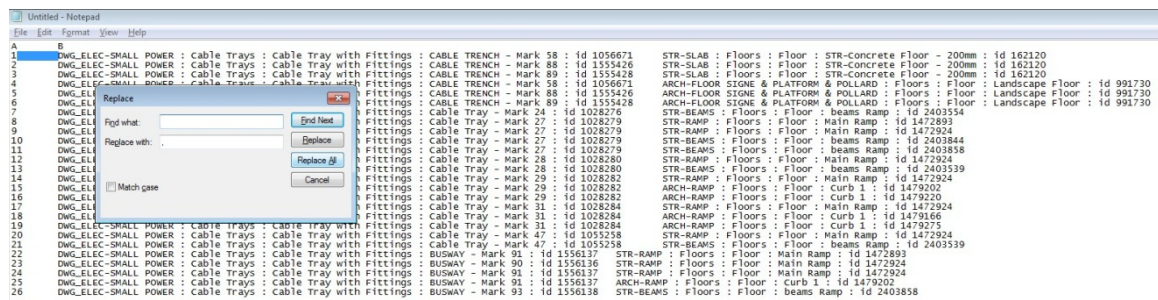 Untitled - Notepad
File Edit Format View Help
A B
1 DWG_ELEC-SMALL POWER : Cable Trays : Cable Tray with Fittings : CABLE TRENCH - Mark 58 : id 1056671 STR-SLAB : Floors : Floor : STR-Concrete Floor - 200mm : id 162120
2 DWG_ELEC-SMALL POWER : Cable Trays : Cable Tray with Fittings : CABLE TRENCH - Mark 88 : id 1555426 STR-SLAB : Floors : Floor : STR-Concrete Floor - 200mm : id 162120
3 DWG_ELEC-SMALL POWER : Cable Trays : Cable Tray with Fittings : CABLE TRENCH - Mark 89 : id 1555428 STR-SLAB : Floors : Floor : STR-Concrete Floor - 200mm : id 162120
4 DWG_ELE Fittings : CABLE TRENCH - Mark 58 : id 1056671 ARCH-FLOOR SIGNE & PLATFORM & POLLARD : Floors : Floor : Landscape Floor : id 991730
5 DWG_ELE Fittings : CABLE TRENCH - Mark 88 : id 1555426 ARCH-FLOOR SIGNE & PLATFORM & POLLARD : Floors : Floor : Landscape Floor : id 991730
6 DWG_ELE Fittings : CABLE TRENCH - Mark 89 : id 1555428 ARCH-FLOOR SIGNE & PLATFORM & POLLARD : Floors : Floor : Landscape Floor : id 991730
7 DWG_ELE Fittings : Cable Tray - Mark 24 : id 1028276 STR-BEAMS : Floors : Floor : beams Ramp : id 2403554
8 DWG_ELE Fittings : Cable Tray - Mark 27 : id 1028279 STR-RAMP : Floors : Floor : Main Ramp : id 1472893
9 DWG_ELE Fittings : Cable Tray - Mark 27 : id 1028279 STR-RAMP : Floors : Floor : Main Ramp : id 1472924
10 DWG_ELE Fittings : Cable Tray - Mark 27 : id 1028279 STR-BEAMS : Floors : Floor : beams Ramp : id 2403844
11 DWG_ELE Fittings : Cable Tray - Mark 27 : id 1028279 STR-BEAMS : Floors : Floor : beams Ramp : id 2403858
12 DWG_ELE Fittings : Cable Tray - Mark 28 : id 1028280 STR-RAMP : Floors : Floor : Main Ramp : id 1472924
13 DWG_ELE Fittings : Cable Tray - Mark 28 : id 1028280 STR-BEAMS : Floors : Floor : beams Ramp : id 2403539
14 DWG_ELE Fittings : Cable Tray - Mark 29 : id 1028282 STR-RAMP : Floors : Floor : Main Ramp : id 1472924
15 DWG_ELE Fittings : Cable Tray - Mark 29 : id 1028282 ARCH-RAMP : Floors : Floor : Curb 1 : id 1479202
16 DWG_ELE Fittings : Cable Tray - Mark 29 : id 1028282 ARCH-RAMP : Floors : Floor : Curb 1 : id 1479220
17 DWG_ELE Fittings : Cable Tray - Mark 31 : id 1028284 STR-RAMP : Floors : Floor : Main Ramp : id 1472924
18 DWG_ELE Fittings : Cable Tray - Mark 31 : id 1028284 ARCH-RAMP : Floors : Floor : Curb 1 : id 1479166
19 DWG_ELEC-SMALL POWER : Cable Trays : Cable Tray with Fittings : Cable Tray - Mark 31 : id 1028284 ARCH-RAMP : Floors : Floor : Curb 1 : id 1479275
20 DWG_ELEC-SMALL POWER : Cable Trays : Cable Tray with Fittings : Cable Tray - Mark 47 : id 1055258 STR-RAMP : Floors : Floor : Main Ramp : id 1472924
21 DWG_ELEC-SMALL POWER : Cable Trays : Cable Tray with Fittings : Cable Tray - Mark 47 : id 1055258 STR-BEAMS : Floors : Floor : beams Ramp : id 2403539
22 DWG_ELEC-SMALL POWER : Cable Trays : Cable Tray with Fittings : BUSWAY - Mark 91 : id 1556137 STR-RAMP : Floors : Floor : Main Ramp : id 1472893
23 DWG_ELEC-SMALL POWER : Cable Trays : Cable Tray with Fittings : BUSWAY - Mark 90 : id 1556136 STR-RAMP : Floors : Floor : Main Ramp : id 1472924
24 DWG_ELEC-SMALL POWER : Cable Trays : Cable Tray with Fittings : BUSWAY - Mark 91 : id 1556137 STR-RAMP : Floors : Floor : Main Ramp : id 1472924
25 DWG_ELEC-SMALL POWER : Cable Trays : Cable Tray with Fittings : BUSWAY - Mark 91 : id 1556137 ARCH-RAMP : Floors : Floor : Curb 1 : id 1479202
26 DWG_ELEC-SMALL POWER : Cable Trays : Cable Tray with Fittings : BUSWAY - Mark 93 : id 1556138 STR-BEAMS : Floors : Floor : beams Ramp : id 2403858
Replace
Find what: Find Next
Replace with: , Replace
Replace All
Match case Cancel